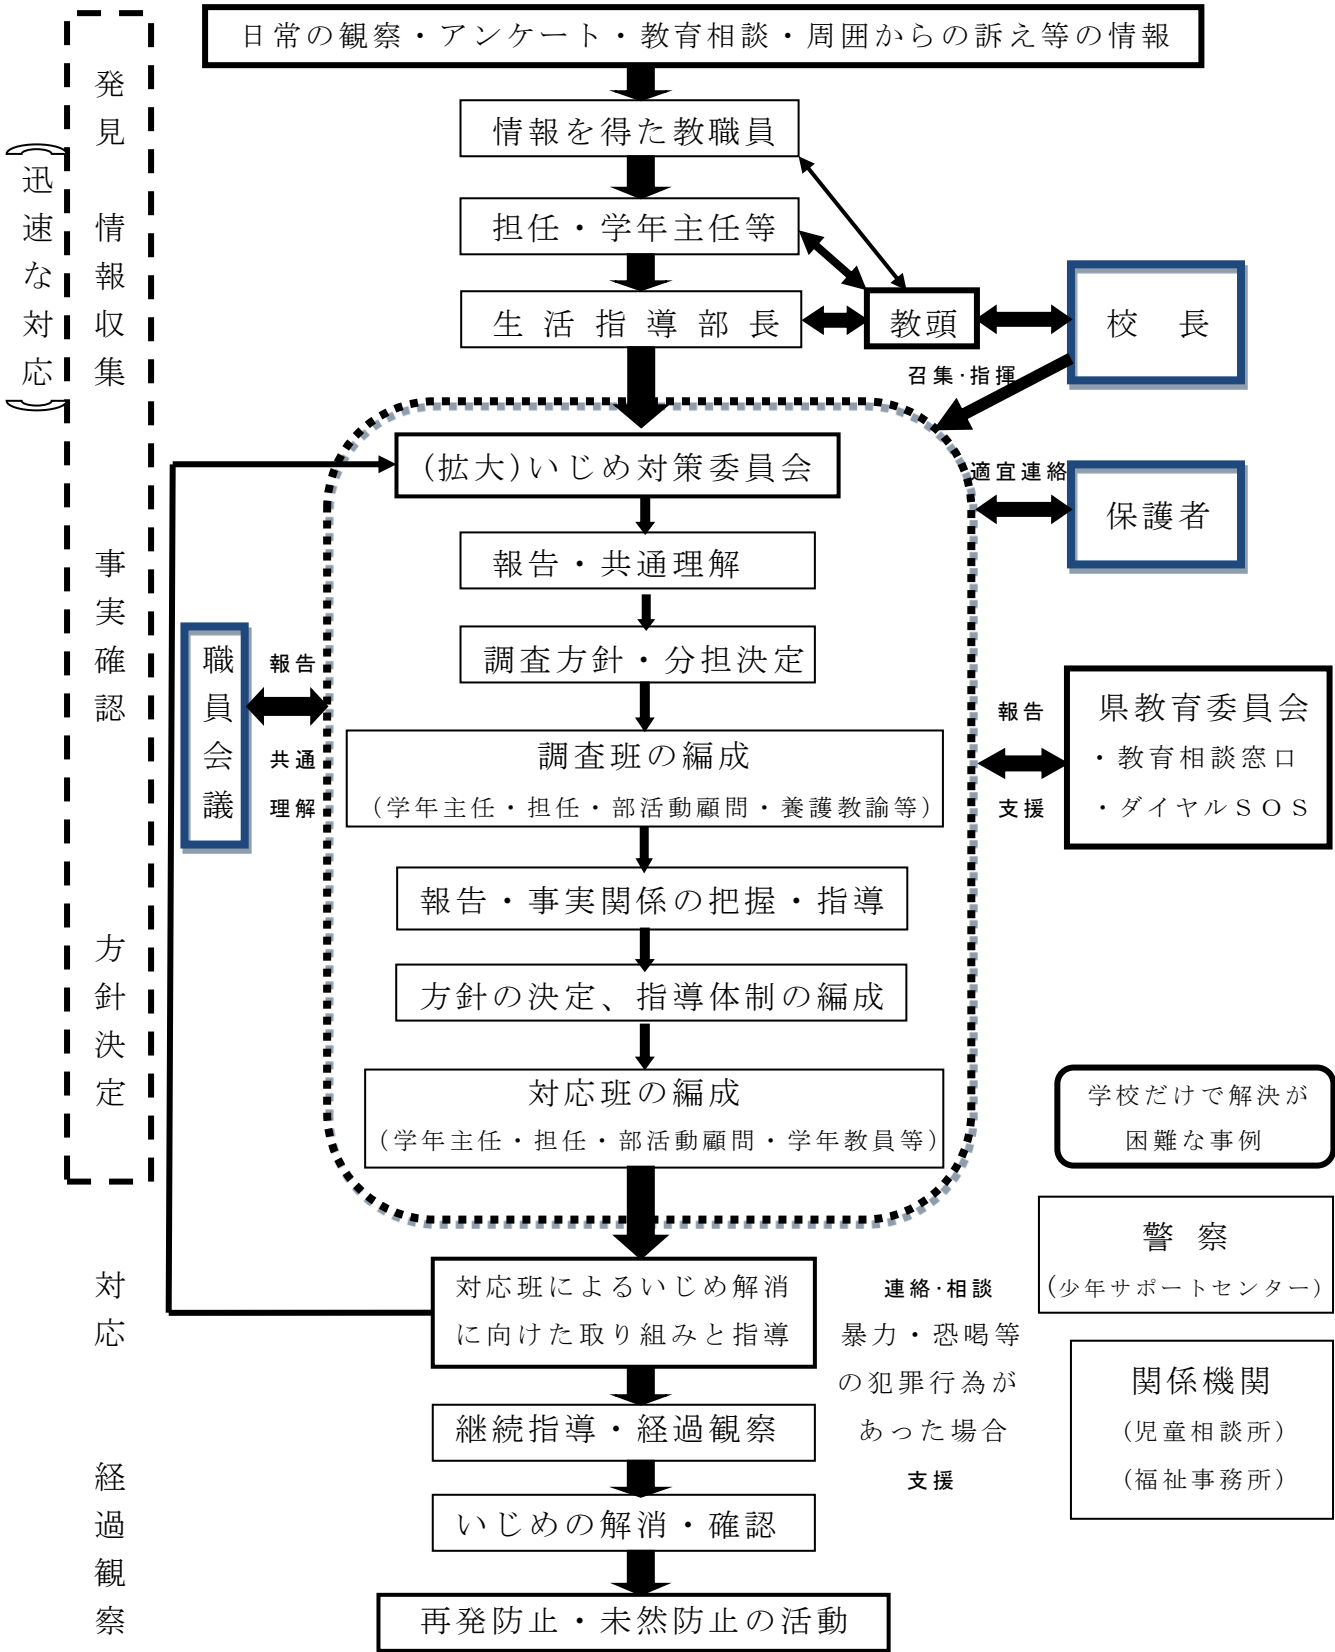 日常の観察・アンケート・教育相談・周囲からの訴え等の情報
発見　情報収集
(迅速な対応)
情報を得た教職員
担任・学年主任等
生活指導部長
教頭
校　長
召集・指揮
(拡大)いじめ対策委員会
適宜連絡
保護者
報告・共通理解
事実確認
調査方針・分担決定
職員会議
報告
共通
理解
調査班の編成
(学年主任・担任・部活動顧問・養護教諭等)
報告
支援
県教育委員会
・教育相談窓口
・ダイヤルＳＯＳ
報告・事実関係の把握・指導
方針決定
方針の決定、指導体制の編成
対応班の編成
(学年主任・担任・部活動顧問・学年教員等)
学校だけで解決が
困難な事例
警 察
(少年サポートセンター)
対応
対応班によるいじめ解消
に向けた取り組みと指導
連絡・相談
暴力・恐喝等
の犯罪行為が
あった場合
支援
関係機関
(児童相談所)
(福祉事務所)
継続指導・経過観察
経過観察
いじめの解消・確認
再発防止・未然防止の活動